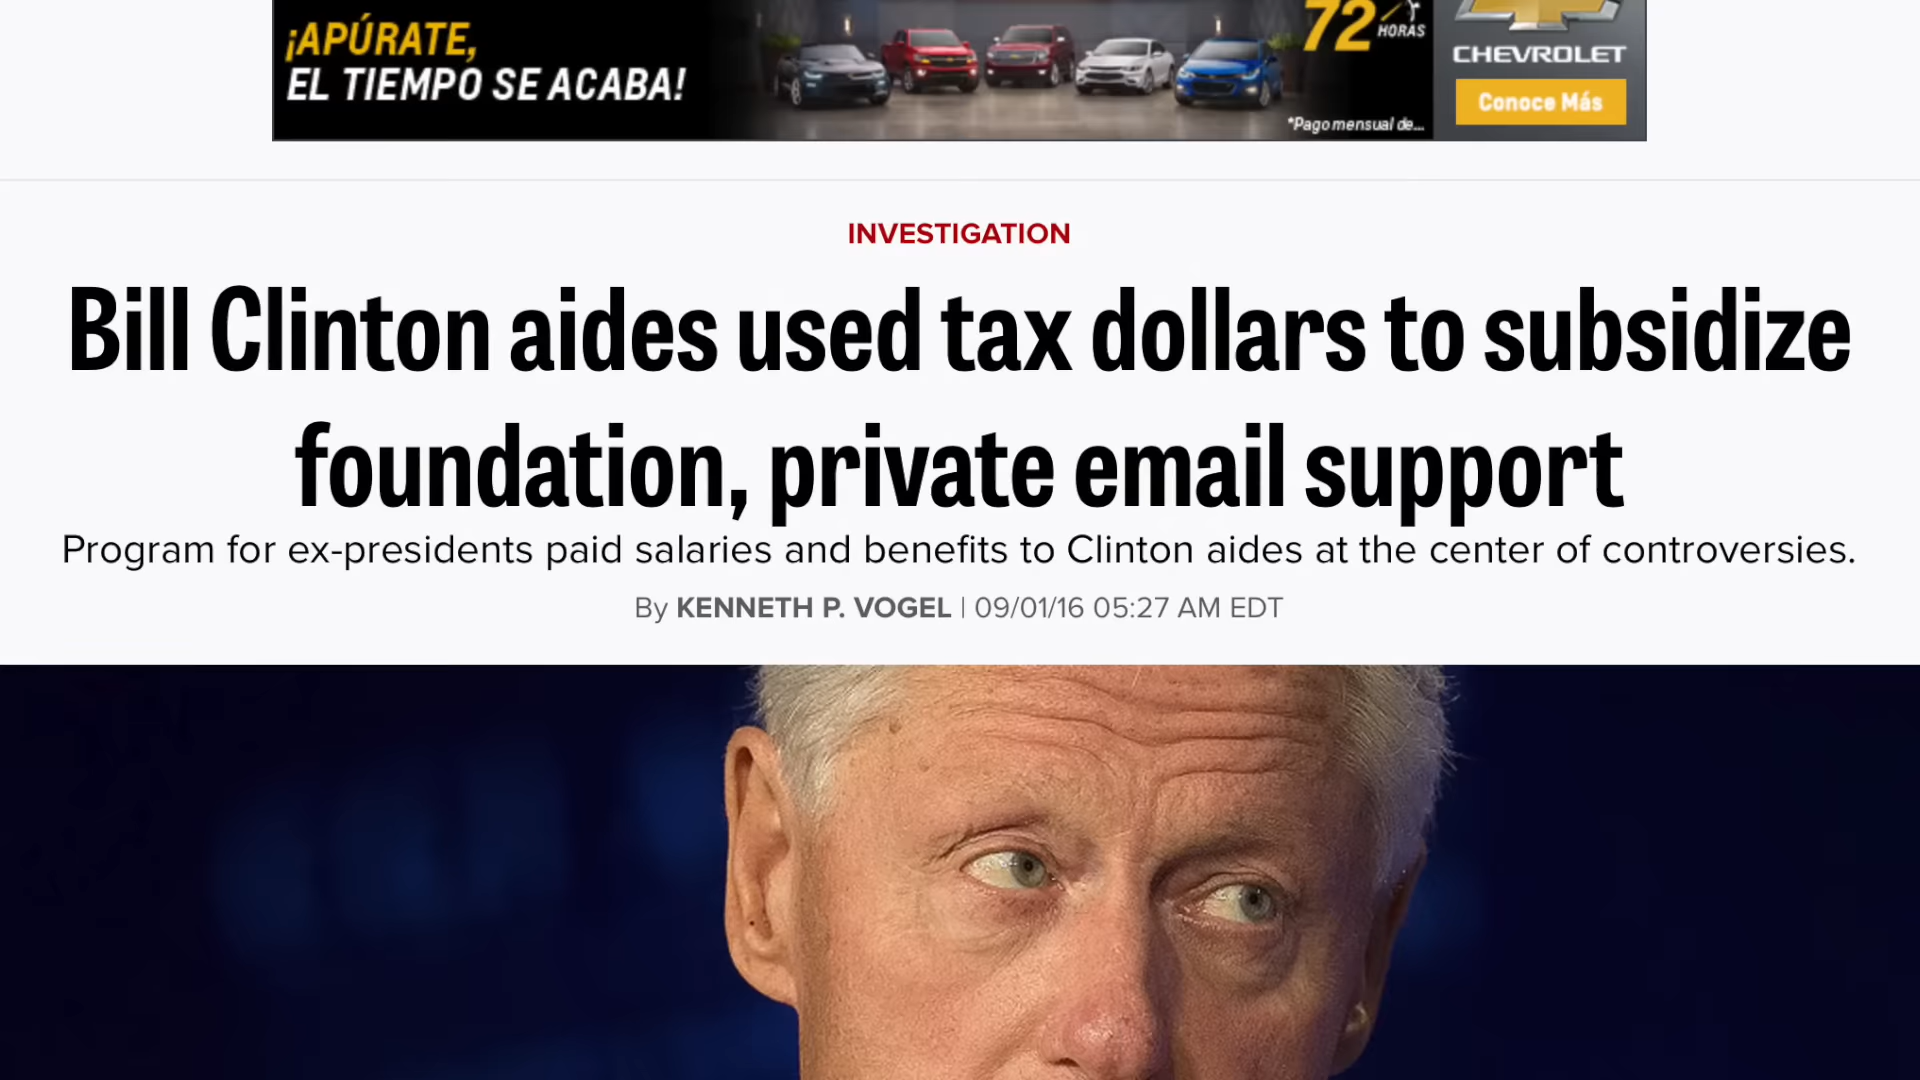 ¡APÚRATE,
EL TIEMPO SE ACABA!
72 HORAS
*Pago mensual de...
CHEVROLET
Conoce Más
INVESTIGATION
Bill Clinton aides used tax dollars to subsidize
foundation, private email support
Program for ex-presidents paid salaries and benefits to Clinton aides at the center of controversies.
By KENNETH P. VOGEL | 09/01/16 05:27 AM EDT